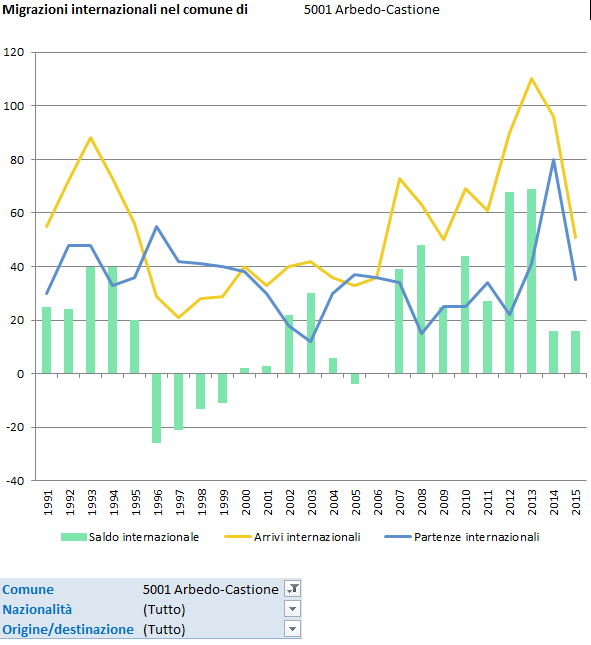 Migrazioni internazionali nel comune di 5001 Arbedo-Castione
120
100
80
60
40
20
0
-20
-40
1991 1992 1993 1994 1995 1996 1997 1998 1999 2000 2001 2002 2003 2004 2005 2006 2007 2008 2009 2010 2011 2012 2013 2014 2015
Saldo internazionale Arrivi internazionali Partenze internazionali
Comune 5001 Arbedo-Castione
Nazionalità (Tutto)
Origine/destinazione (Tutto)